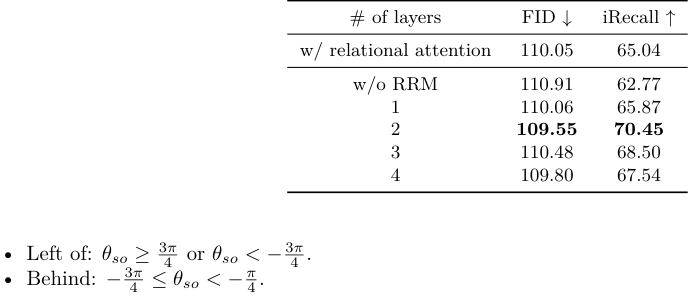 # of layers FID ↓ iRecall ↑
w/ relational attention 110.05 65.04
w/o RRM 110.91 62.77
1 110.06 65.87
2 109.55 70.45
3 110.48 68.50
4 109.80 67.54
• Left of: θ_so ≥ 3π/4 or θ_so < −3π/4.
• Behind: −3π/4 ≤ θ_so < −π/4.